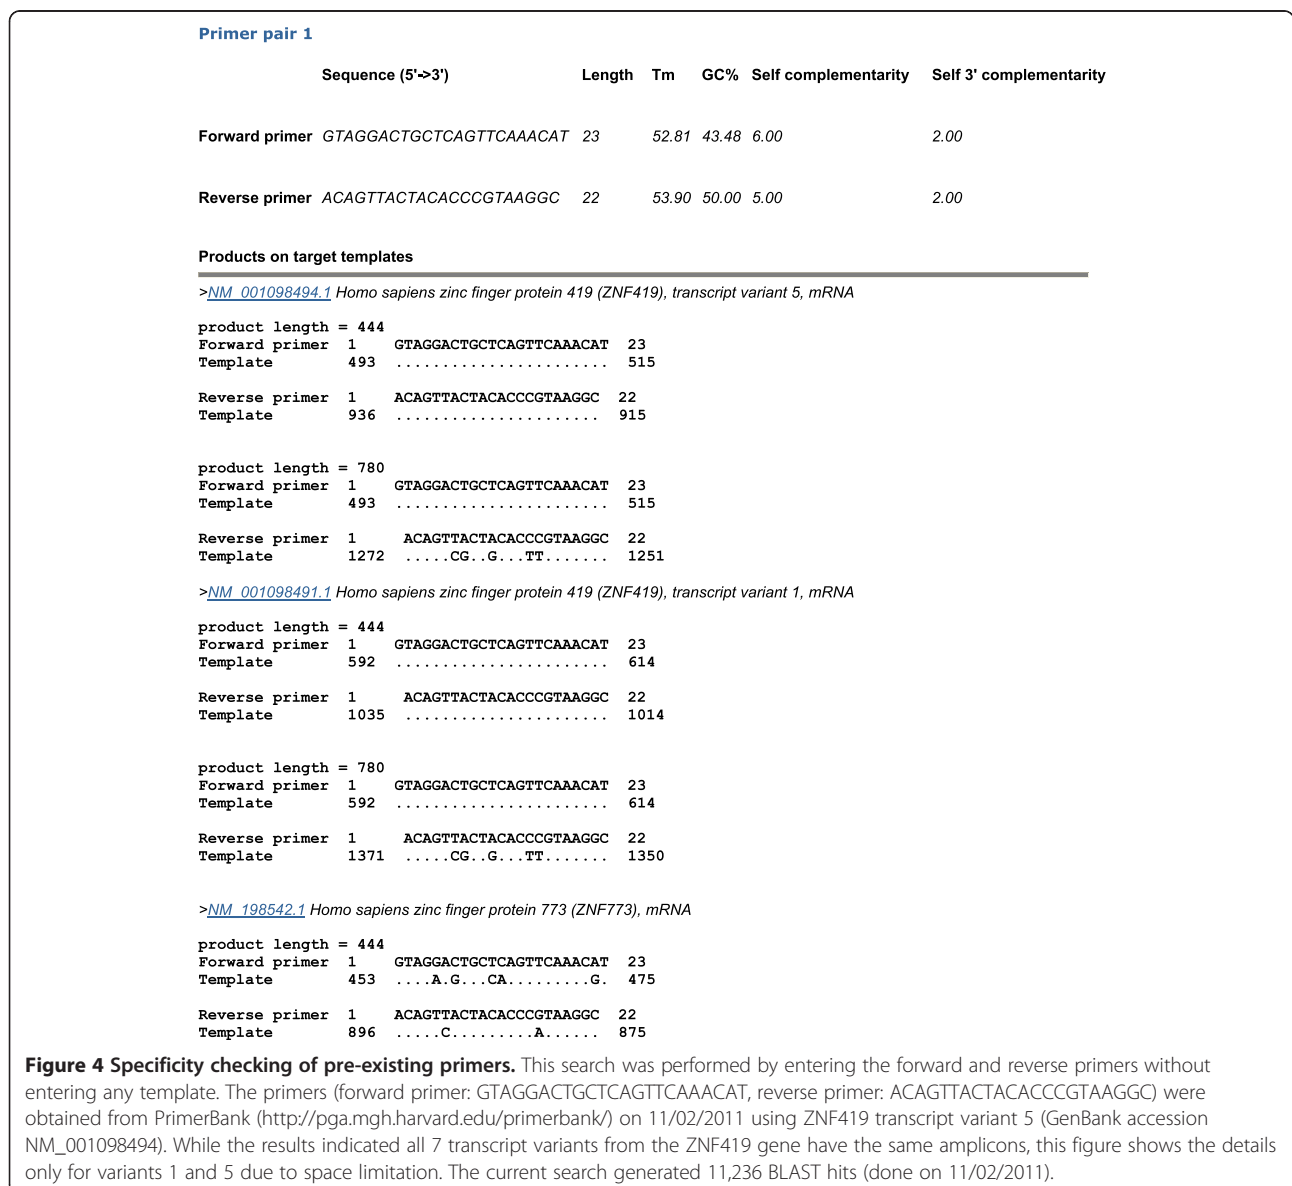 Primer pair 1
Sequence (5'->3') Length Tm GC% Self complementarity Self 3' complementarity
Forward primer GTAGGACTGCTCAGTTCAAACAT 23 52.81 43.48 6.00 2.00
Reverse primer ACAGTTACTACACCCGTAAGGC 22 53.90 50.00 5.00 2.00
Products on target templates
>NM_001098494.1 Homo sapiens zinc finger protein 419 (ZNF419), transcript variant 5, mRNA
product length = 444
Forward primer 1 GTAGGACTGCTCAGTTCAAACAT 23
Template 493 ....................... 515
Reverse primer 1 ACAGTTACTACACCCGTAAGGC 22
Template 936 ...................... 915
product length = 780
Forward primer 1 GTAGGACTGCTCAGTTCAAACAT 23
Template 493 ....................... 515
Reverse primer 1 ACAGTTACTACACCCGTAAGGC 22
Template 1272 .....CG..G...TT....... 1251
>NM_001098491.1 Homo sapiens zinc finger protein 419 (ZNF419), transcript variant 1, mRNA
product length = 444
Forward primer 1 GTAGGACTGCTCAGTTCAAACAT 23
Template 592 ....................... 614
Reverse primer 1 ACAGTTACTACACCCGTAAGGC 22
Template 1035 ...................... 1014
product length = 780
Forward primer 1 GTAGGACTGCTCAGTTCAAACAT 23
Template 592 ....................... 614
Reverse primer 1 ACAGTTACTACACCCGTAAGGC 22
Template 1371 .....CG..G...TT....... 1350
>NM_198542.1 Homo sapiens zinc finger protein 773 (ZNF773), mRNA
product length = 444
Forward primer 1 GTAGGACTGCTCAGTTCAAACAT 23
Template 453 ....A.G...CA.........G. 475
Reverse primer 1 ACAGTTACTACACCCGTAAGGC 22
Template 896 .....C.........A...... 875
Figure 4 Specificity checking of pre-existing primers. This search was performed by entering the forward and reverse primers without
entering any template. The primers (forward primer: GTAGGACTGCTCAGTTCAAACAT, reverse primer: ACAGTTACTACACCCGTAAGGC) were
obtained from PrimerBank (http://pga.mgh.harvard.edu/primerbank/) on 11/02/2011 using ZNF419 transcript variant 5 (GenBank accession
NM_001098494). While the results indicated all 7 transcript variants from the ZNF419 gene have the same amplicons, this figure shows the details
only for variants 1 and 5 due to space limitation. The current search generated 11,236 BLAST hits (done on 11/02/2011).